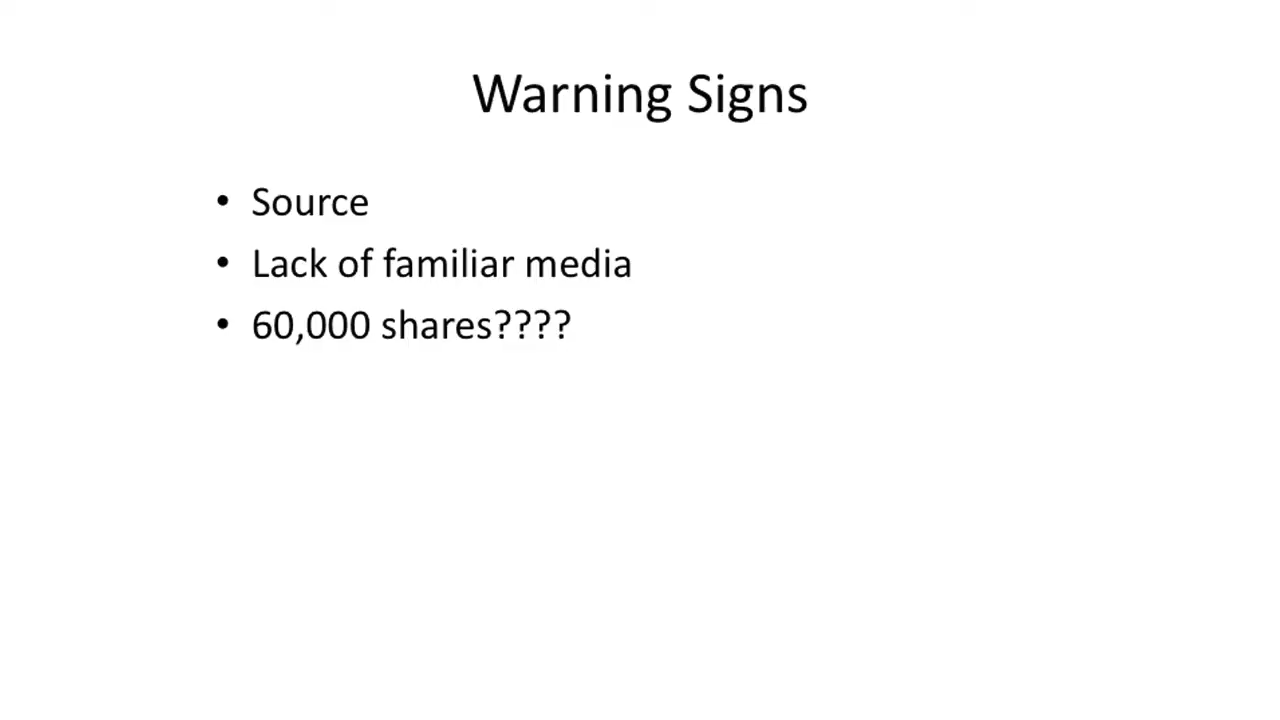 Warning Signs
• Source
• Lack of familiar media
• 60,000 shares????